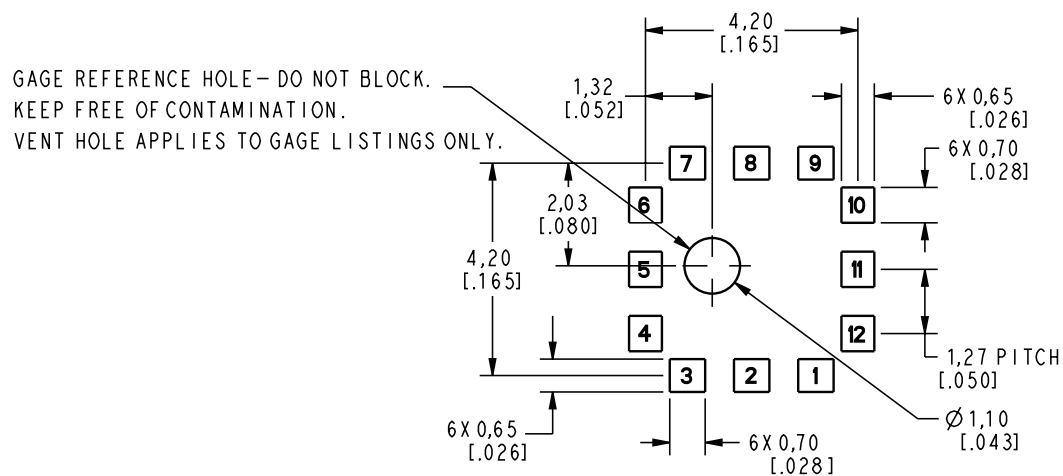 4,20
[.165]
GAGE REFERENCE HOLE- DO NOT BLOCK.
KEEP FREE OF CONTAMINATION.
VENT HOLE APPLIES TO GAGE LISTINGS ONLY.
1,32
[.052]
6X 0,65
[.026]
6X 0,70
[.028]
7 8 9
6
10
2,03
[.080]
4,20
[.165]
5
11
4
12
1,27 PITCH
[.050]
3 2 1
Ø 1,10
[.043]
6X 0,65
[.026]
6X 0,70
[.028]